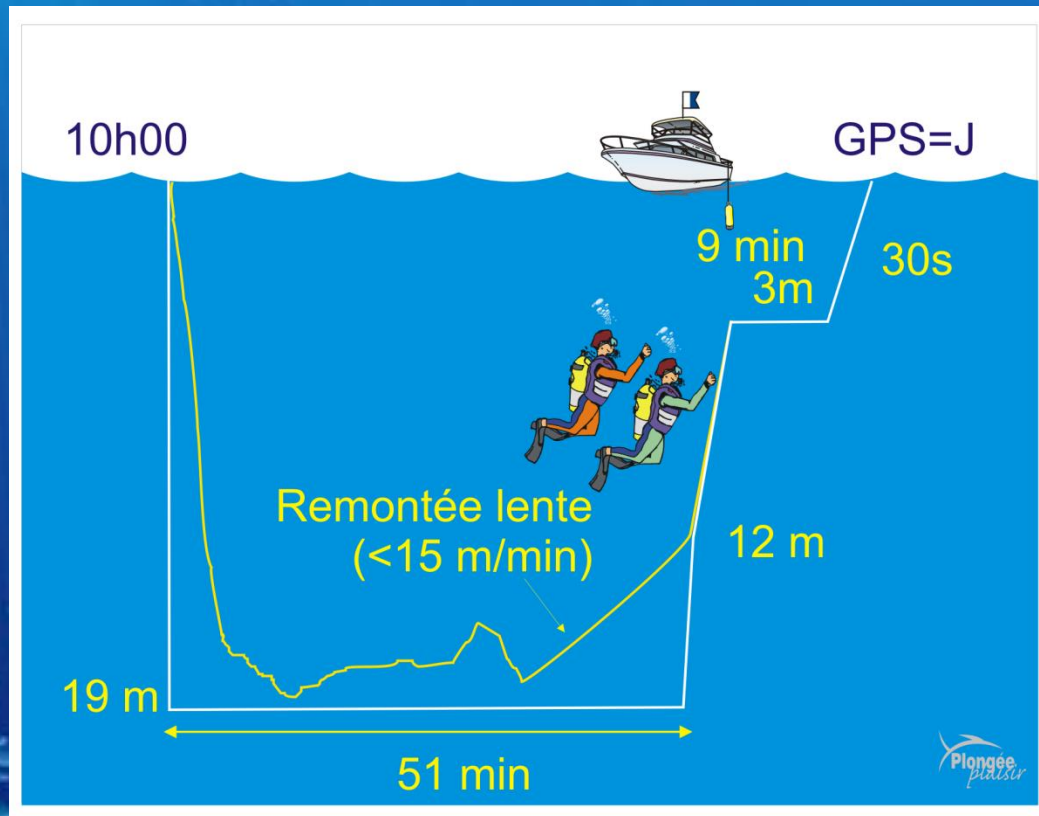 10h00
GPS=J
9 min
3m
30s
Remontée lente
(<15 m/min)
12 m
19 m
51 min
Plongée
plaisir